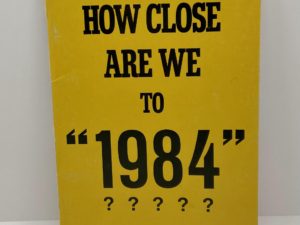 HOW CLOSE
ARE WE
TO
“1984”
? ? ? ? ?